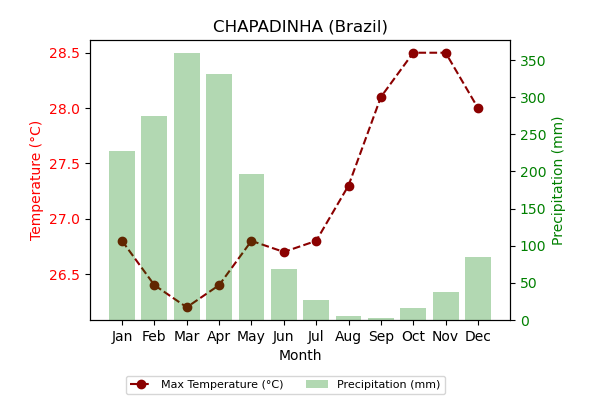 CHAPADINHA (Brazil)
28.5
28.0
27.5
27.0
26.5
Temperature (°C)
350
300
250
200
150
100
50
0
Precipitation (mm)
Jan Feb Mar Apr May Jun Jul Aug Sep Oct Nov Dec
Month
Max Temperature (°C) Precipitation (mm)